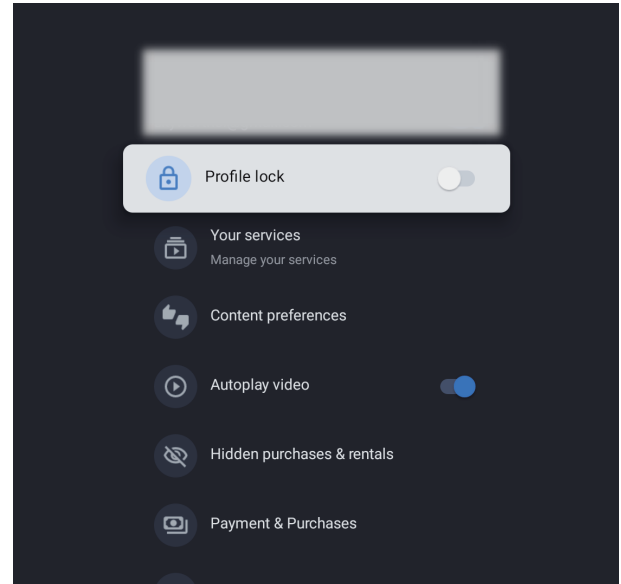 Profile lock
Your services
Manage your services
Content preferences
Autoplay video
Hidden purchases & rentals
Payment & Purchases